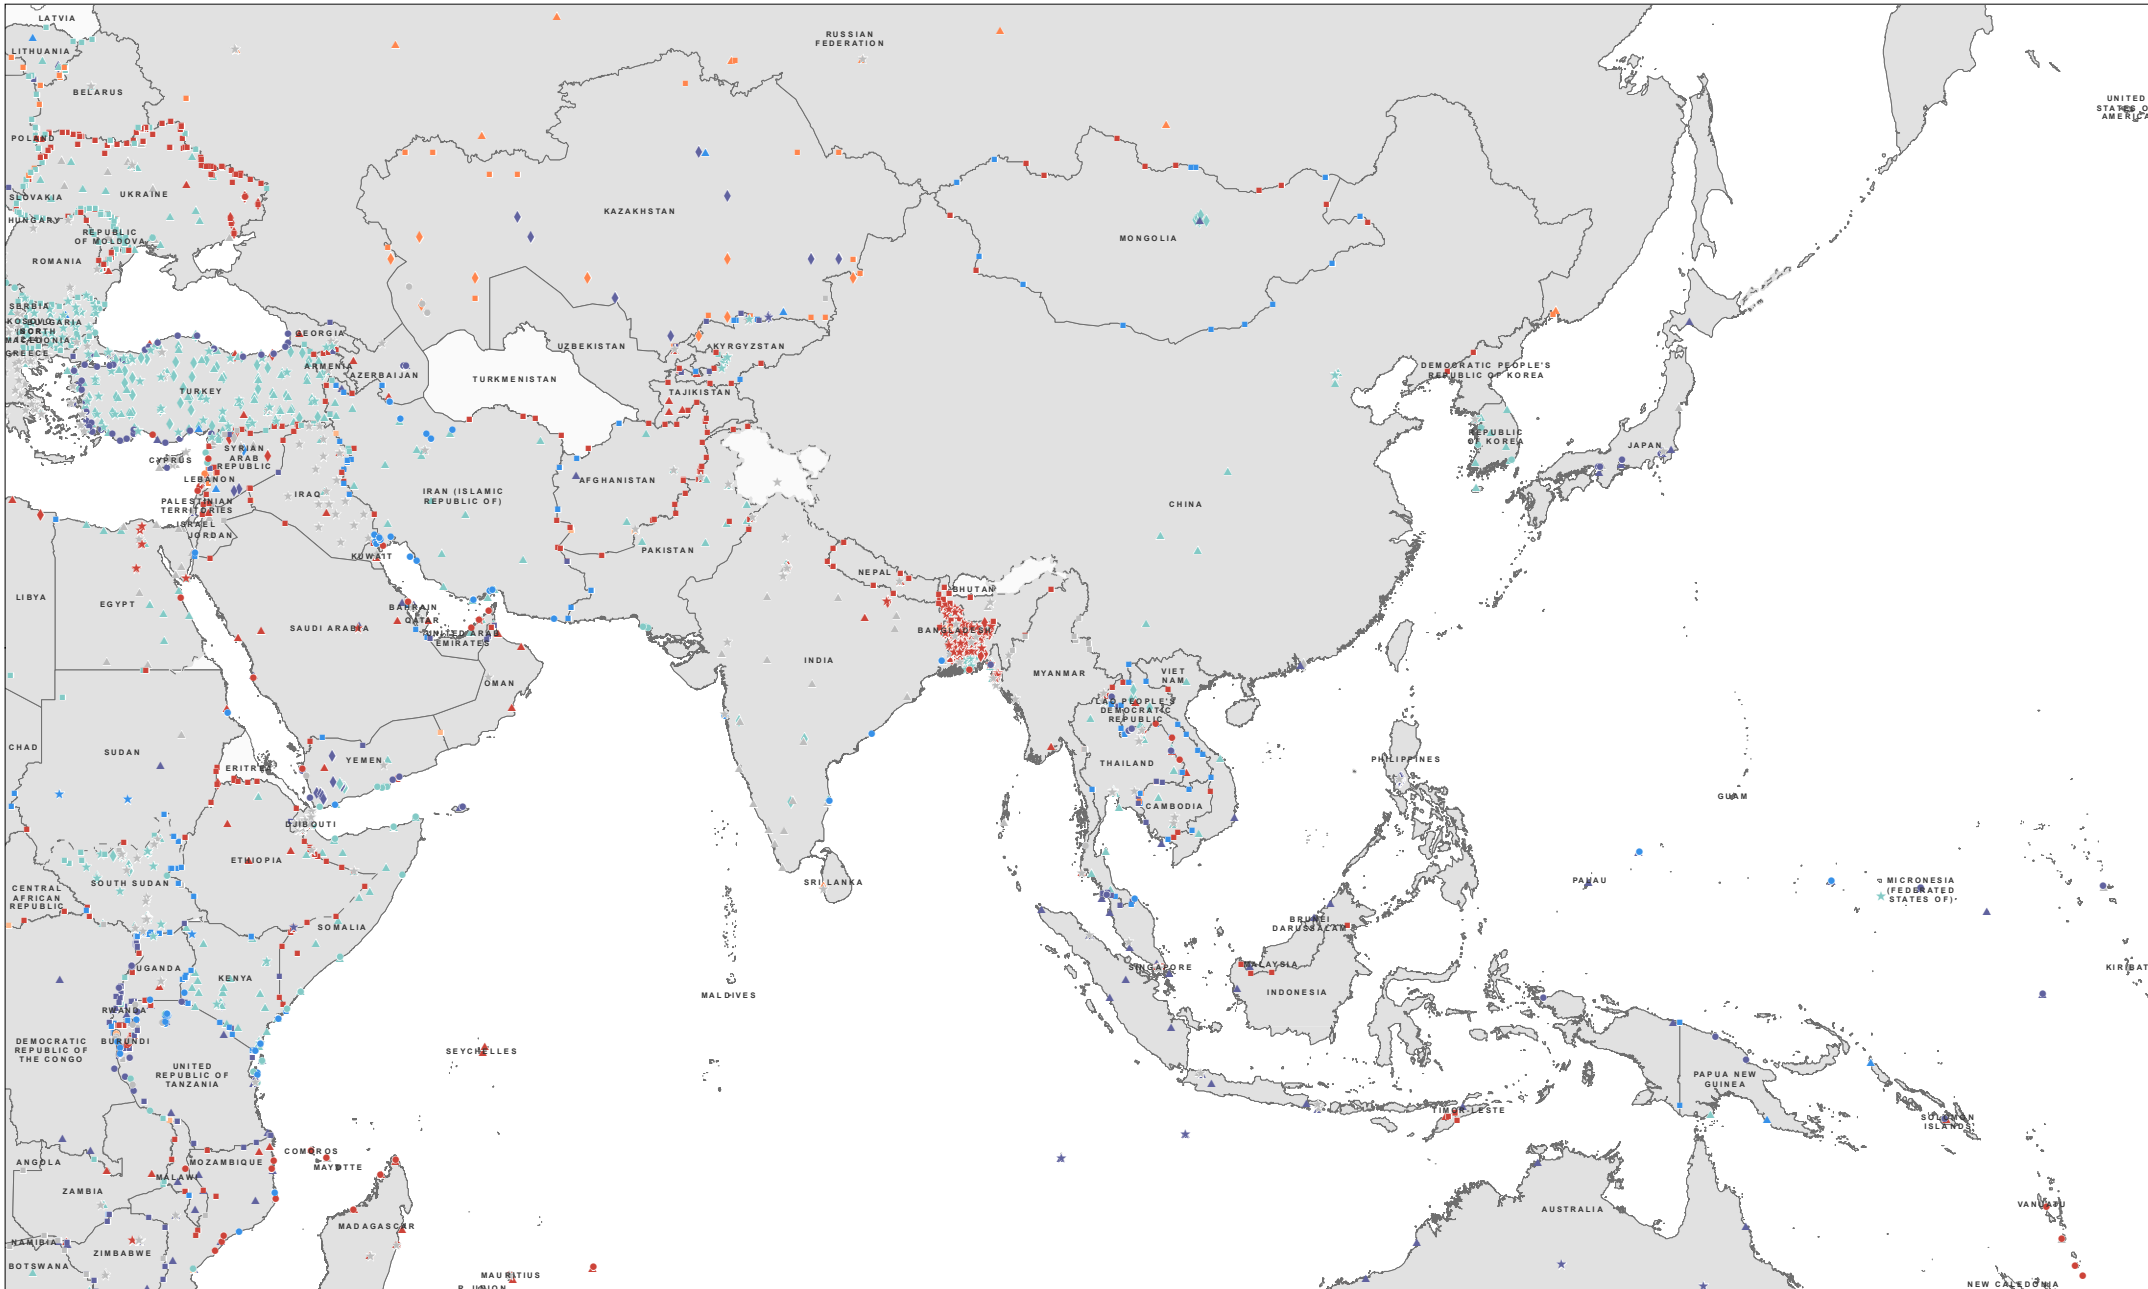 LATVIA
LITHUANIA
BELARUS
POLAND
UKRAINE
SLOVAKIA
HUNGARY
REPUBLIC
OF MOLDOVA
ROMANIA
SERBIA
KOSOVO
BULGARIA
NORTH
MACEDONIA
GREECE
TURKEY
GEORGIA
ARMENIA
AZERBAIJAN
CYPRUS
SYRIAN
ARAB
REPUBLIC
LEBANON
PALESTINIAN
TERRITORIES
ISRAEL
JORDAN
IRAQ
KUWAIT
IRAN (ISLAMIC
REPUBLIC OF)
RUSSIAN
FEDERATION
KAZAKHSTAN
UZBEKISTAN
TURKMENISTAN
KYRGYZSTAN
TAJIKISTAN
AFGHANISTAN
PAKISTAN
MONGOLIA
CHINA
DEMOCRATIC PEOPLE'S
REPUBLIC OF KOREA
REPUBLIC
OF KOREA
JAPAN
UNITED
STATES O
AMERICA
LIBYA
EGYPT
SAUDI ARABIA
BAHRAIN
QATAR
UNITED ARAB
EMIRATES
OMAN
YEMEN
NEPAL
BHUTAN
BANGLADESH
INDIA
MYANMAR
VIET
NAM
LAO PEOPLE'S
DEMOCRATIC
REPUBLIC
THAILAND
CAMBODIA
PHILIPPINES
GUAM
CHAD
SUDAN
ERITREA
DJIBOUTI
ETHIOPIA
SOUTH SUDAN
CENTRAL
AFRICAN
REPUBLIC
SOMALIA
UGANDA
KENYA
RWANDA
BURUNDI
DEMOCRATIC
REPUBLIC OF
THE CONGO
UNITED
REPUBLIC OF
TANZANIA
SRI LANKA
MALDIVES
SEYCHELLES
PALAU
MICRONESIA
(FEDERATED
STATES OF)
BRUNEI
DARUSSALAM
MALAYSIA
SINGAPORE
INDONESIA
KIRIBAT
PAPUA NEW
GUINEA
TIMOR-LESTE
SOLOMON
ISLANDS
ANGOLA
ZAMBIA
MALAWI
MOZAMBIQUE
COMOROS
MAYOTTE
MADAGASCAR
NAMIBIA
ZIMBABWE
BOTSWANA
MAURITIUS
AUSTRALIA
VANUATU
NEW CALEDONIA